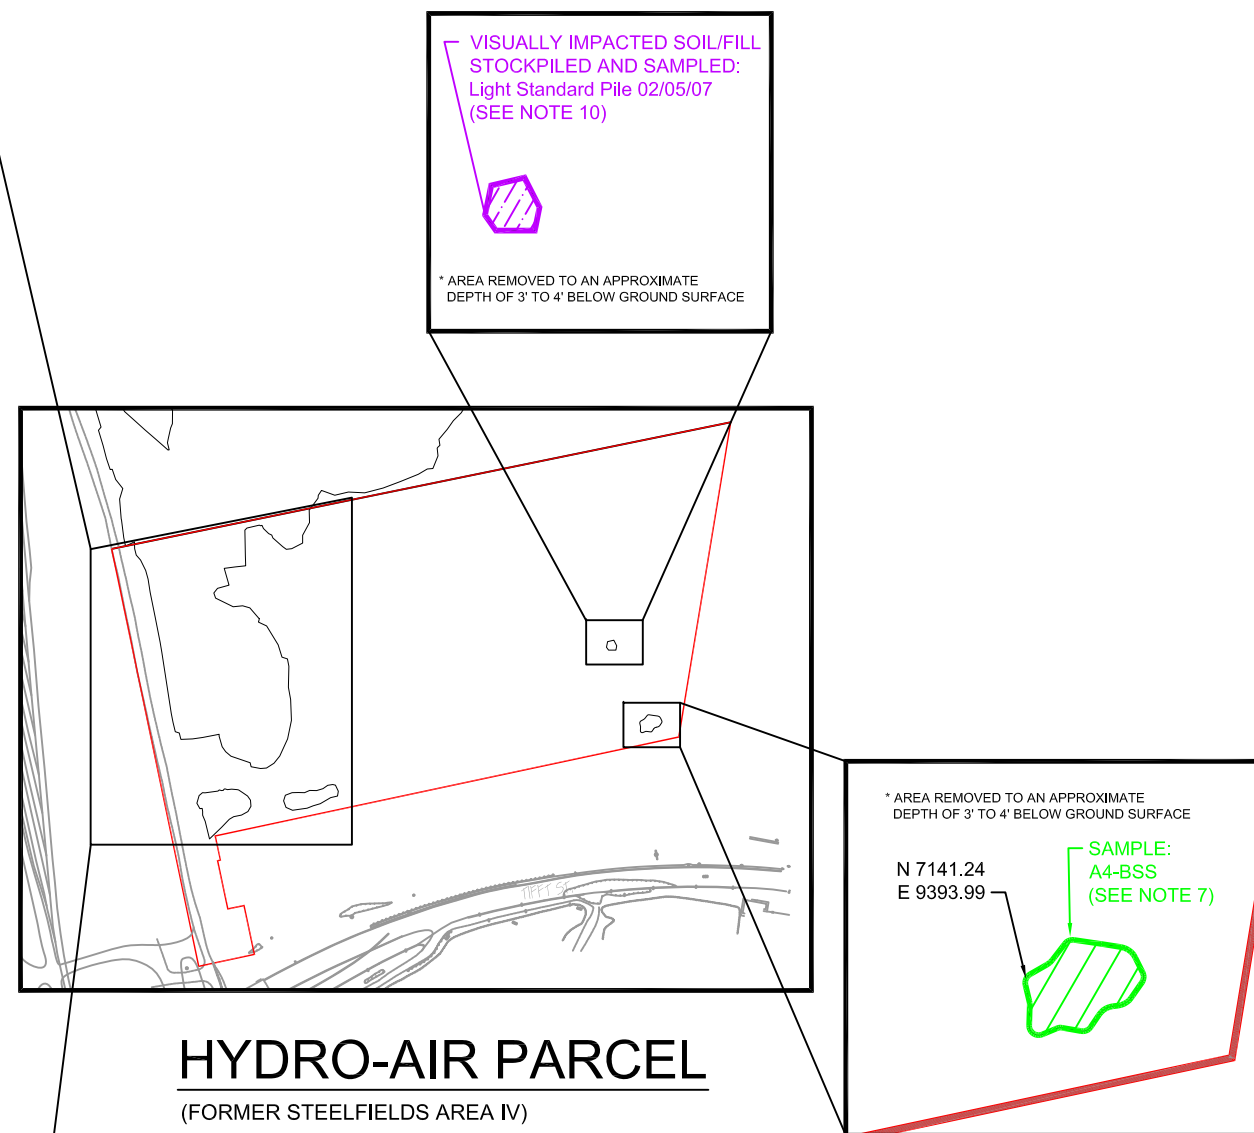 VISUALLY IMPACTED SOIL/FILL
STOCKPILED AND SAMPLED:
Light Standard Pile 02/05/07
(SEE NOTE 10)
* AREA REMOVED TO AN APPROXIMATE
DEPTH OF 3' TO 4' BELOW GROUND SURFACE
TIFFT ST
* AREA REMOVED TO AN APPROXIMATE
DEPTH OF 3' TO 4' BELOW GROUND SURFACE
SAMPLE:
A4-BSS
(SEE NOTE 7)
N 7141.24
E 9393.99
HYDRO-AIR PARCEL
(FORMER STEELFIELDS AREA IV)